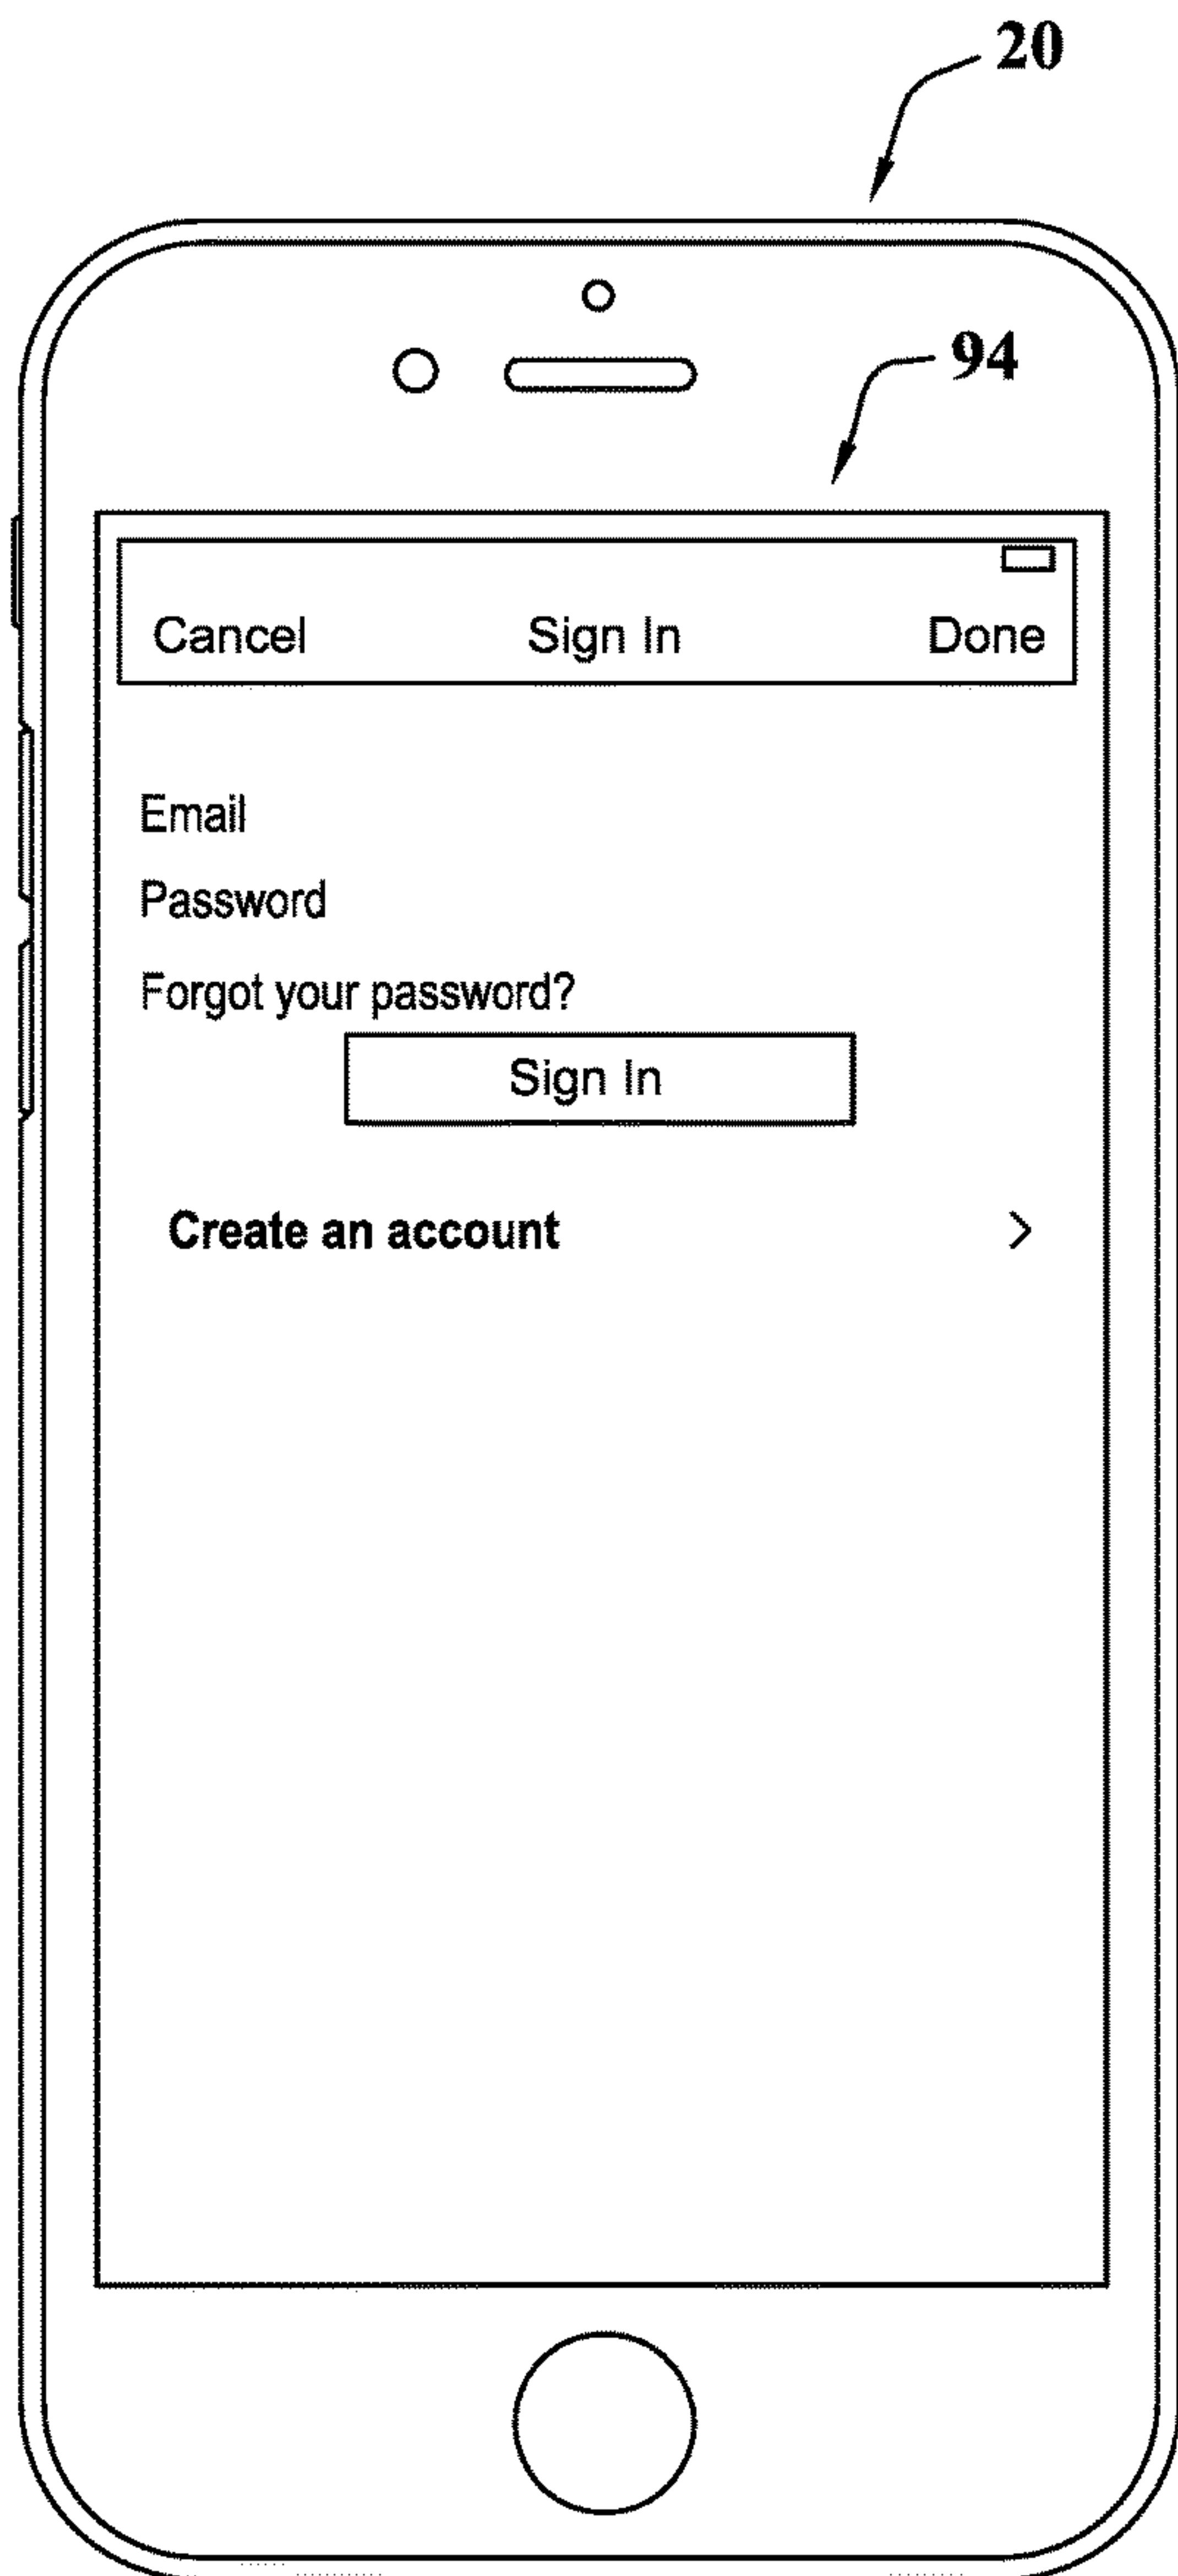 20
94
Cancel Sign In Done
Email
Password
Forgot your password?
Sign In
Create an account >